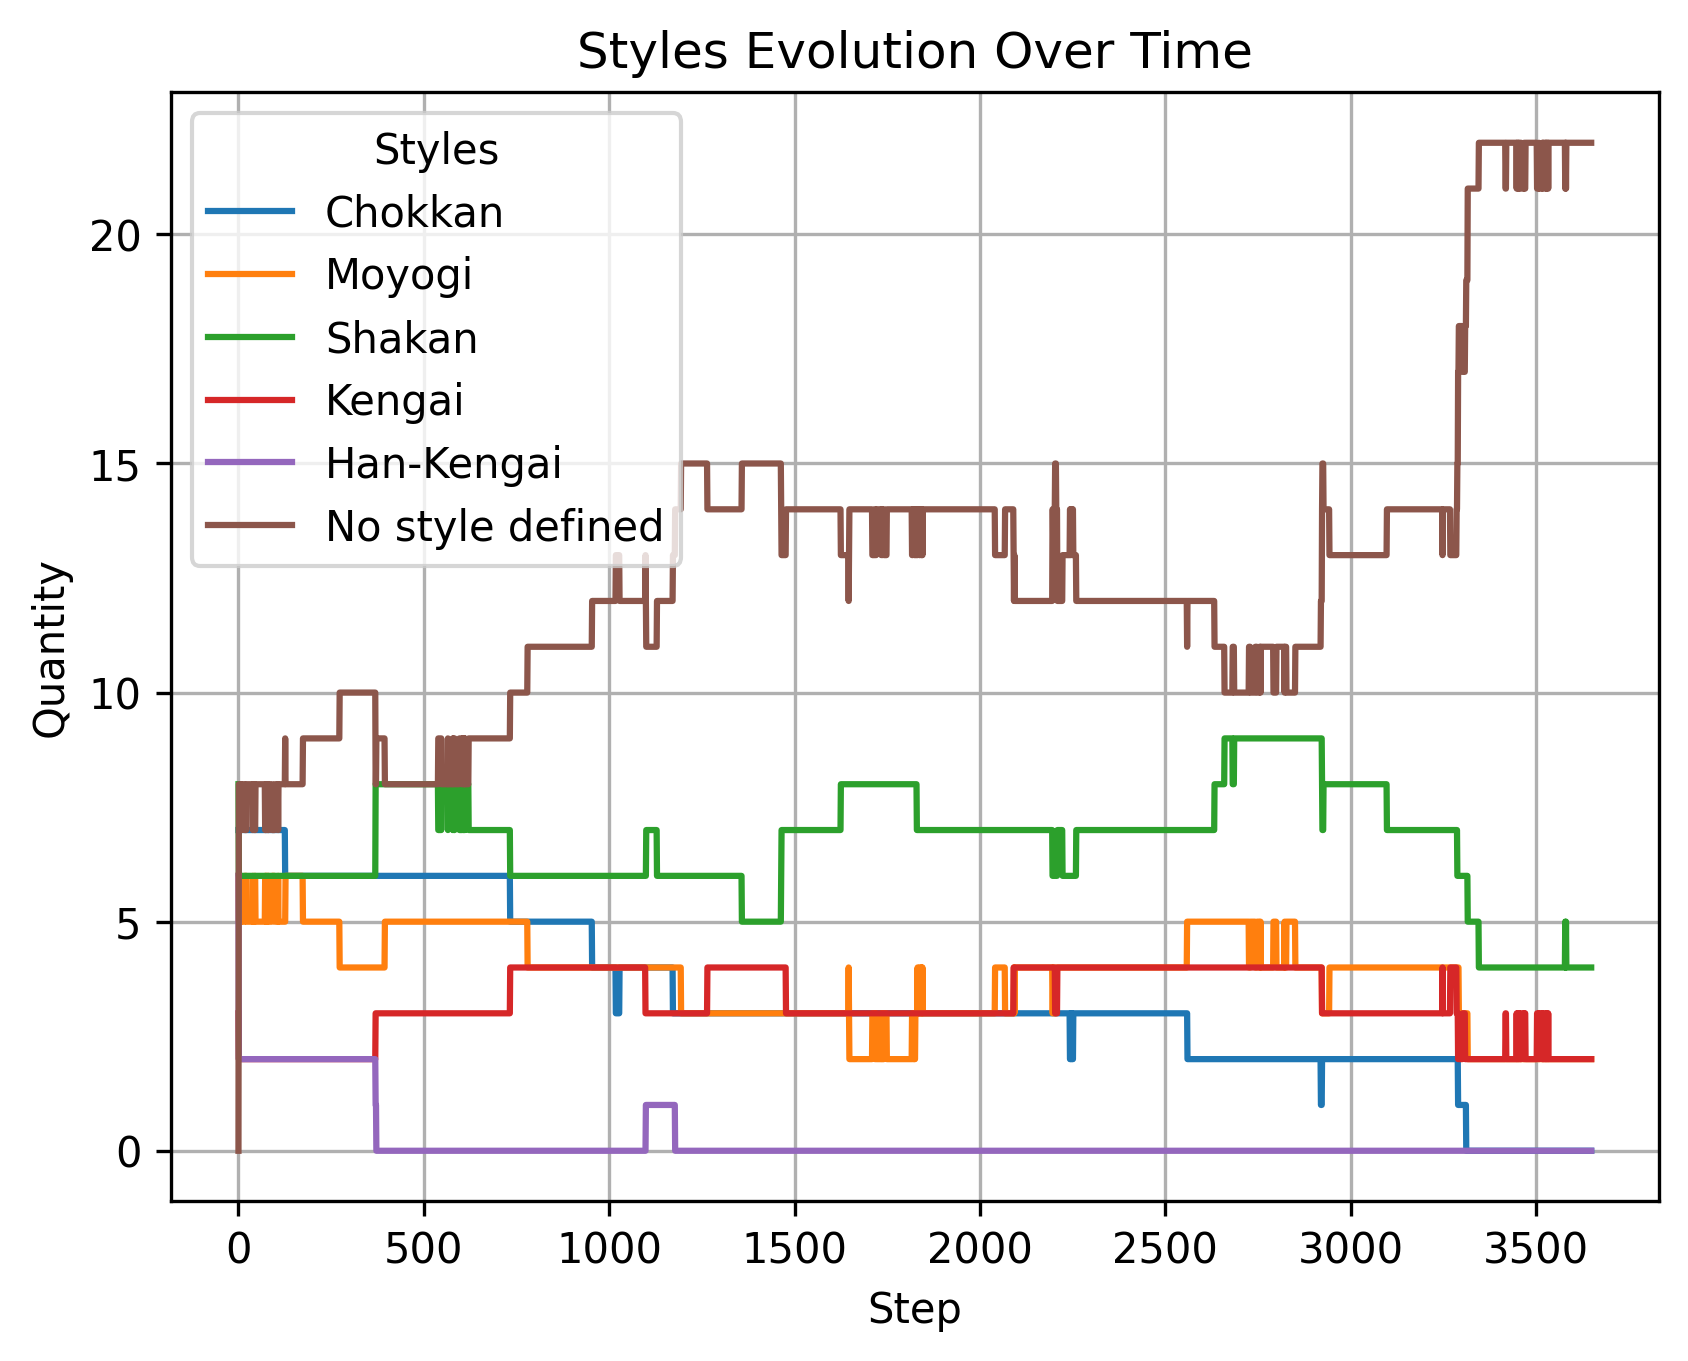 Styles Evolution Over Time
Styles
Chokkan
Moyogi
Shakan
Kengai
Han-Kengai
No style defined
Quantity
20
15
10
5
0
0 500 1000 1500 2000 2500 3000 3500
Step